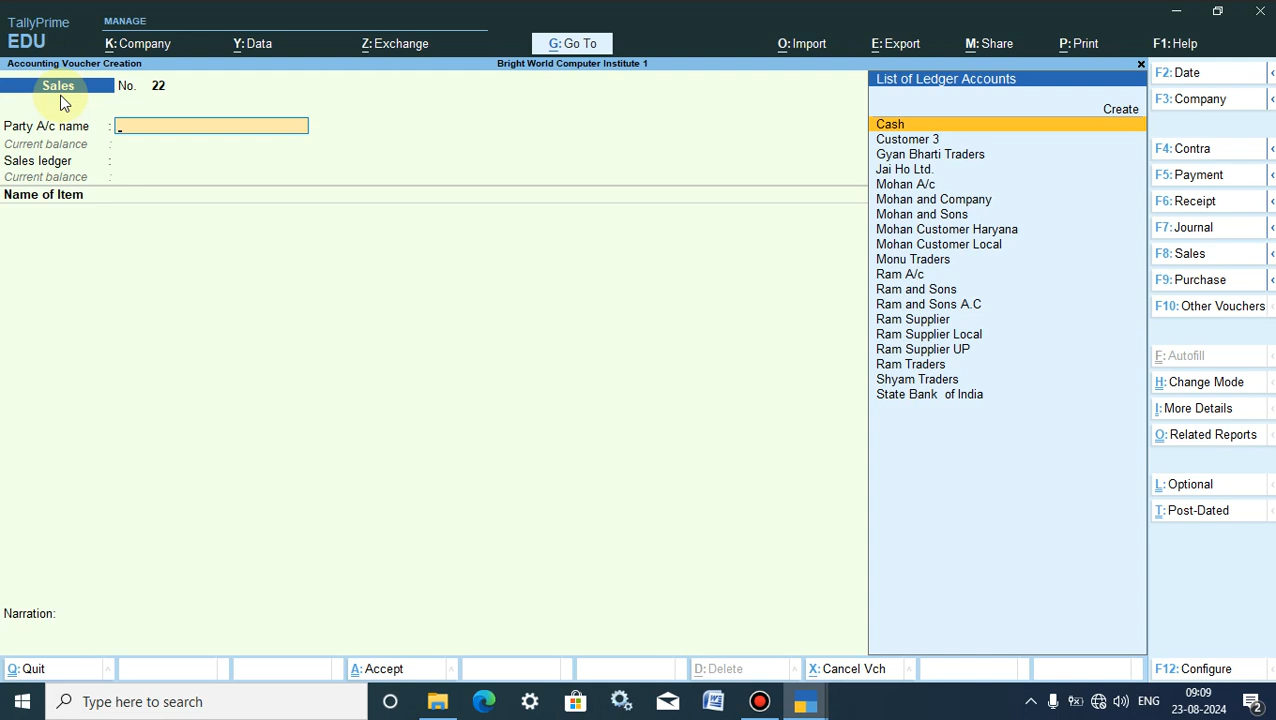 TallyPrime
EDU
MANAGE
K: Company
Y: Data
Z: Exchange
G: Go To
O: Import
E: Export
M: Share
P: Print
F1: Help
Accounting Voucher Creation
Bright World Computer Institute 1
Sales
No. 22
Party A/c name :
Current balance :
Sales ledger :
Current balance :
Name of Item
Narration:
List of Ledger Accounts
Create
Cash
Customer 3
Gyan Bharti Traders
Jai Ho Ltd.
Mohan A/c
Mohan and Company
Mohan and Sons
Mohan Customer Haryana
Mohan Customer Local
Monu Traders
Ram A/c
Ram and Sons
Ram and Sons A.C
Ram Supplier
Ram Supplier Local
Ram Supplier UP
Ram Traders
Shyam Traders
State Bank of India
F2: Date
F3: Company
F4: Contra
F5: Payment
F6: Receipt
F7: Journal
F8: Sales
F9: Purchase
F10: Other Vouchers
F: Autofill
H: Change Mode
I: More Details
O: Related Reports
L: Optional
T: Post-Dated
Q: Quit
A: Accept
D: Delete
X: Cancel Vch
F12: Configure
Type here to search
ENG
09:09
23-08-2024
2